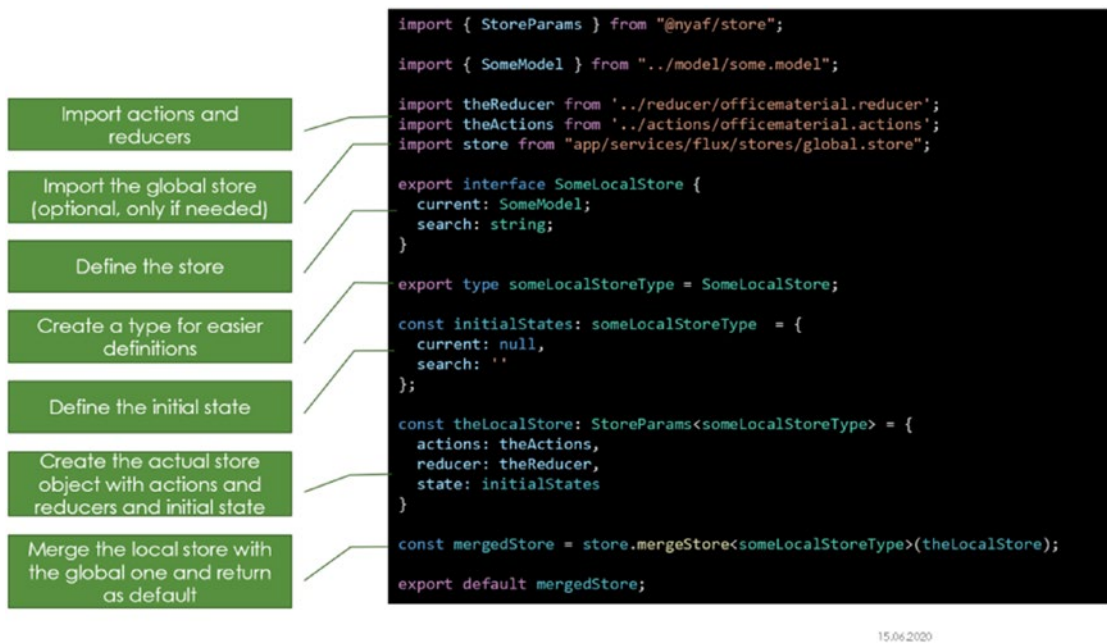 Import actions and
reducers
Import the global store
(optional, only if needed)
Define the store
Create a type for easier
definitions
Define the initial state
Create the actual store
object with actions and
reducers and initial state
Merge the local store with
the global one and return
as default
import { StoreParams } from "@nyaf/store";
import { SomeModel } from "../model/some.model";
import theReducer from '../reducer/officematerial.reducer';
import theActions from '../actions/officematerial.actions';
import store from "app/services/flux/stores/global.store";
export interface SomeLocalStore {
current: SomeModel;
search: string;
}
export type someLocalStoreType = SomeLocalStore;
const initialStates: someLocalStoreType  = {
current: null,
search: ''
};
const theLocalStore: StoreParams<someLocalStoreType> = {
actions: theActions,
reducer: theReducer,
state: initialStates
}
const mergedStore = store.mergeStore<someLocalStoreType>(theLocalStore);
export default mergedStore;
15.06.2020